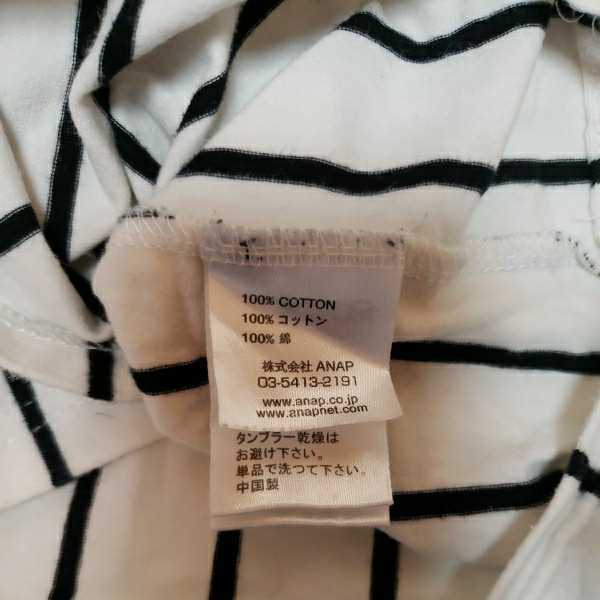 100% COTTON
100% コットン
100% 綿
株式会社 ANAP
03-5413-2191
www.anap.co.jp
www.anapnet.com
タンブラー乾燥は
お避け下さい。
単品で洗つて下さい。
中国製